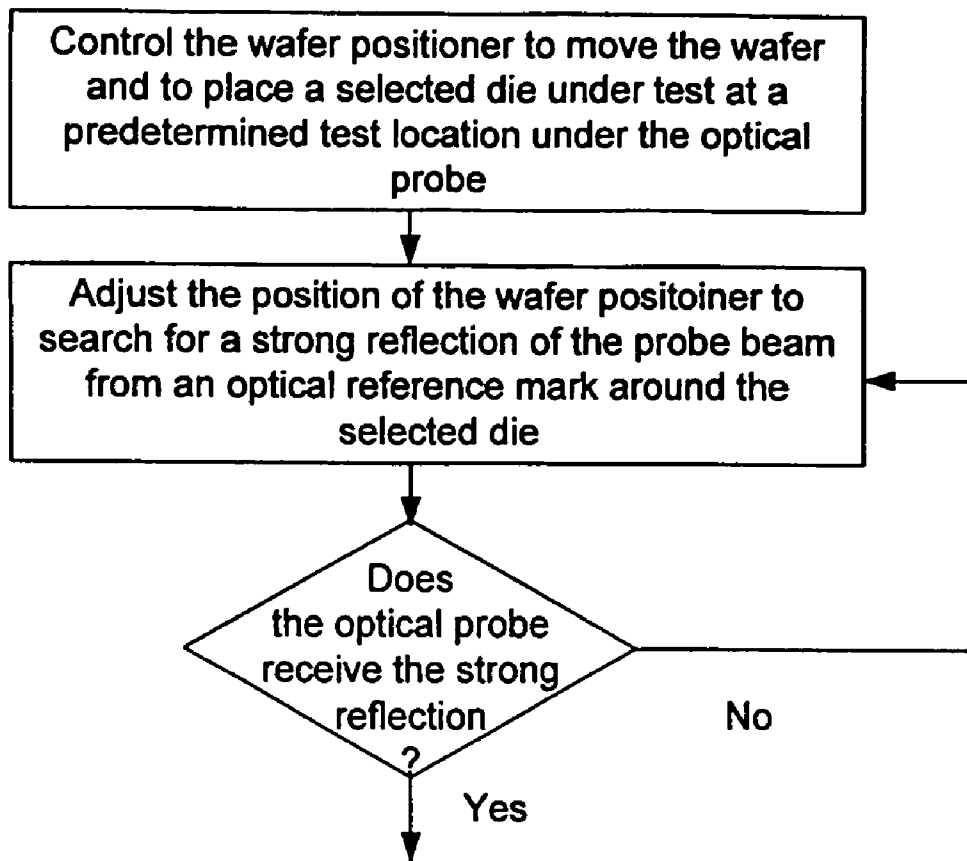 Control the wafer positioner to move the wafer
and to place a selected die under test at a
predetermined test location under the optical
probe
Adjust the position of the wafer positoiner to
search for a strong reflection of the probe beam
from an optical reference mark around the
selected die
Does
the optical probe
receive the strong
reflection
?
No
Yes